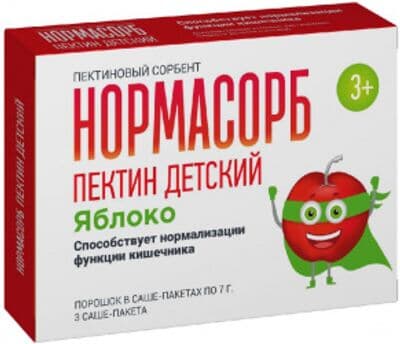 НОРМАСОРБ ПЕКТИН ДЕТСКИЙ
ПЕКТИНОВЫЙ СОРБЕНТ
3+
НОРМАСОРБ
ПЕКТИН ДЕТСКИЙ
Яблоко
Способствует нормализации
функции кишечника
ПОРОШОК В САШЕ-ПАКЕТАХ ПО 7 Г.
3 САШЕ-ПАКЕТА